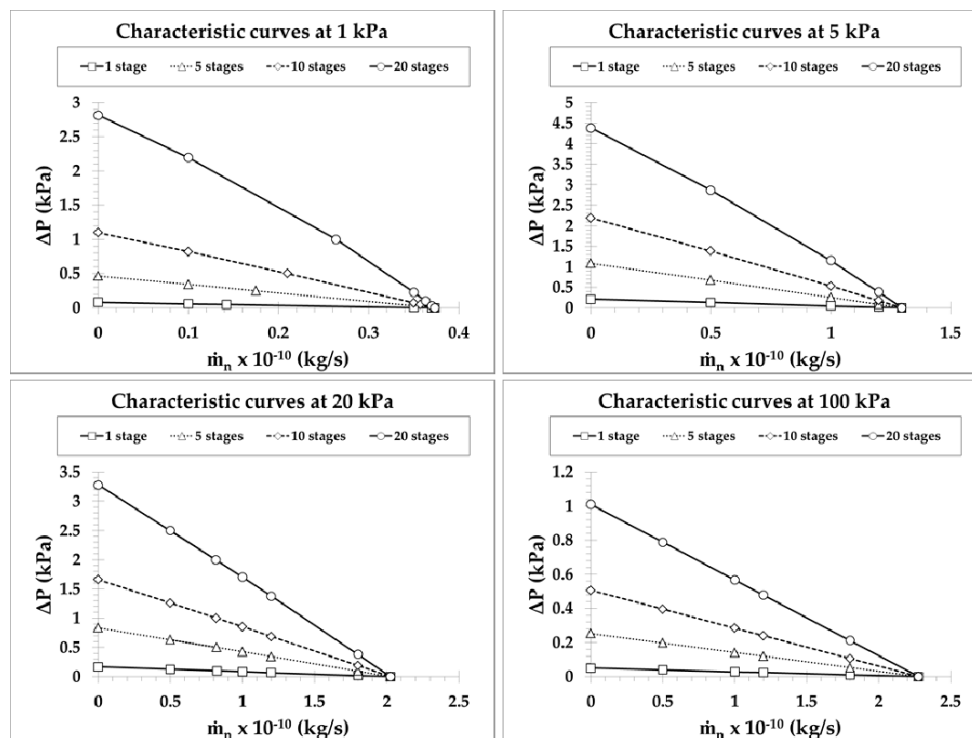 Characteristic curves at 1 kPa
1 stage 5 stages 10 stages 20 stages
3
2.5
2
1.5
1
0.5
0
ΔP (kPa)
0 0.1 0.2 0.3 0.4
ṁn x 10-10 (kg/s)
Characteristic curves at 5 kPa
1 stage 5 stages 10 stages 20 stages
5
4.5
4
3.5
3
2.5
2
1.5
1
0.5
0
ΔP (kPa)
0 0.5 1 1.5
ṁn x 10-10 (kg/s)
Characteristic curves at 20 kPa
1 stage 5 stages 10 stages 20 stages
3.5
3
2.5
2
1.5
1
0.5
0
ΔP (kPa)
0 0.5 1 1.5 2 2.5
ṁn x 10-10 (kg/s)
Characteristic curves at 100 kPa
1 stage 5 stages 10 stages 20 stages
1.2
1
0.8
0.6
0.4
0.2
0
ΔP (kPa)
0 0.5 1 1.5 2 2.5
ṁn x 10-10 (kg/s)